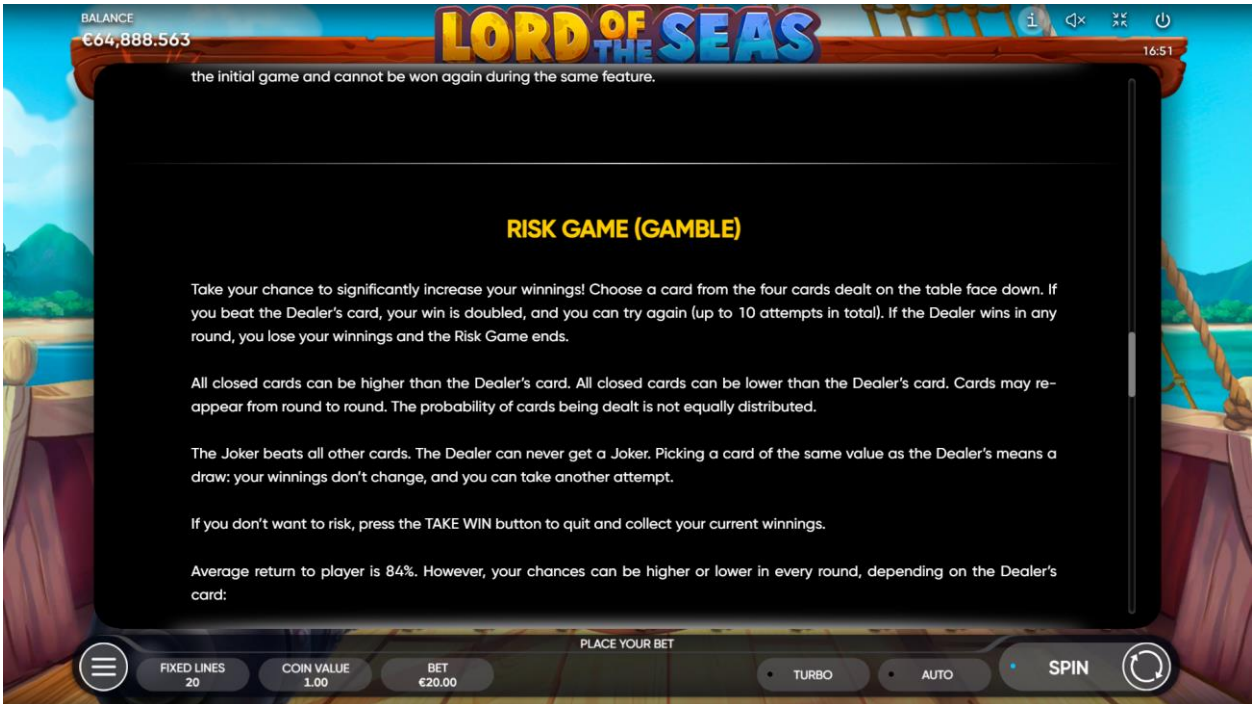 BALANCE
€64,888.563
LORD OF THE SEAS
i
16:51
the initial game and cannot be won again during the same feature.
RISK GAME (GAMBLE)
Take your chance to significantly increase your winnings! Choose a card from the four cards dealt on the table face down. If
you beat the Dealer's card, your win is doubled, and you can try again (up to 10 attempts in total). If the Dealer wins in any
round, you lose your winnings and the Risk Game ends.
All closed cards can be higher than the Dealer's card. All closed cards can be lower than the Dealer's card. Cards may re-
appear from round to round. The probability of cards being dealt is not equally distributed.
The Joker beats all other cards. The Dealer can never get a Joker. Picking a card of the same value as the Dealer's means a
draw: your winnings don't change, and you can take another attempt.
If you don't want to risk, press the TAKE WIN button to quit and collect your current winnings.
Average return to player is 84%. However, your chances can be higher or lower in every round, depending on the Dealer's
card:
PLACE YOUR BET
FIXED LINES
20
COIN VALUE
1.00
BET
€20.00
TURBO
AUTO
SPIN